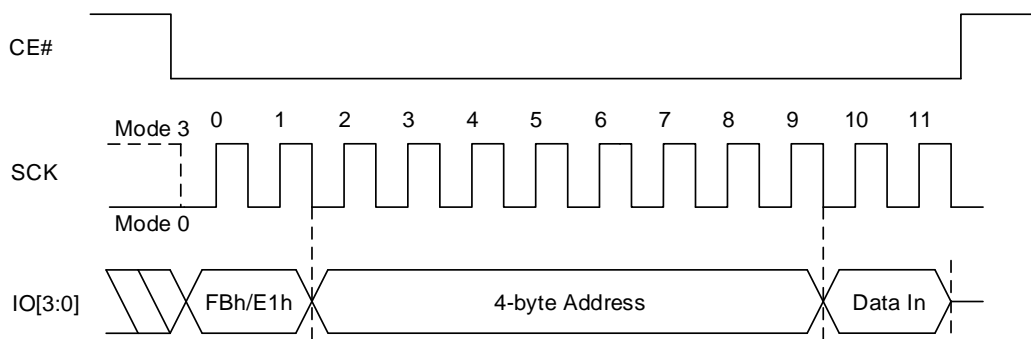 CE#
Mode 3
0 1 2 3 4 5 6 7 8 9 10 11
SCK
Mode 0
IO[3:0]
FBh/E1h
4-byte Address
Data In